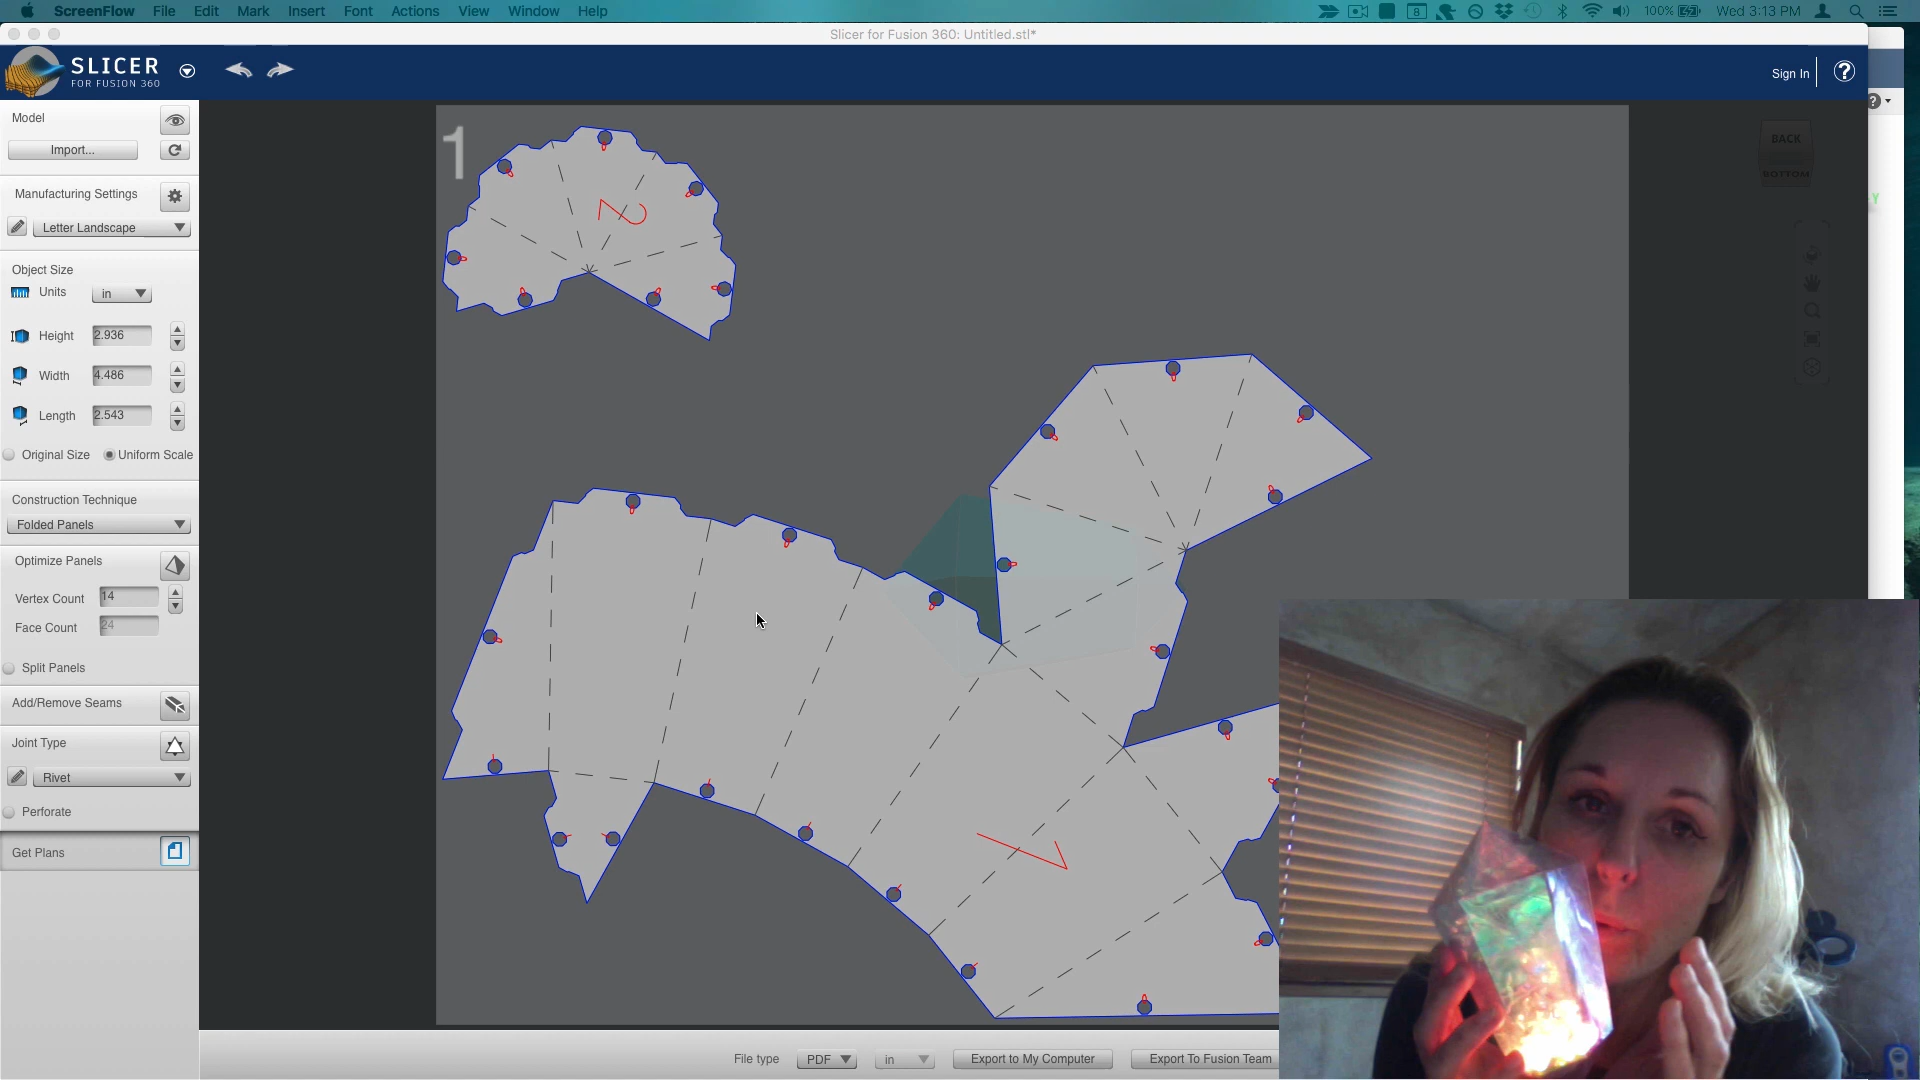 ScreenFlow File Edit Mark Insert Font Actions View Window Help 8 100% Wed 3:13 PM
Slicer for Fusion 360: Untitled.stl*
SLICER
FOR FUSION 360
Sign In
?
Model
Import...
Manufacturing Settings
Letter Landscape
Object Size
Units in
Height 2.936
Width 4.486
Length 2.543
Original Size Uniform Scale
Construction Technique
Folded Panels
Optimize Panels
Vertex Count 14
Face Count 24
Split Panels
Add/Remove Seams
Joint Type
Rivet
Perforate
Get Plans
1
2
1
BACK
BOTTOM
Y
File type PDF in Export to My Computer Export To Fusion Team